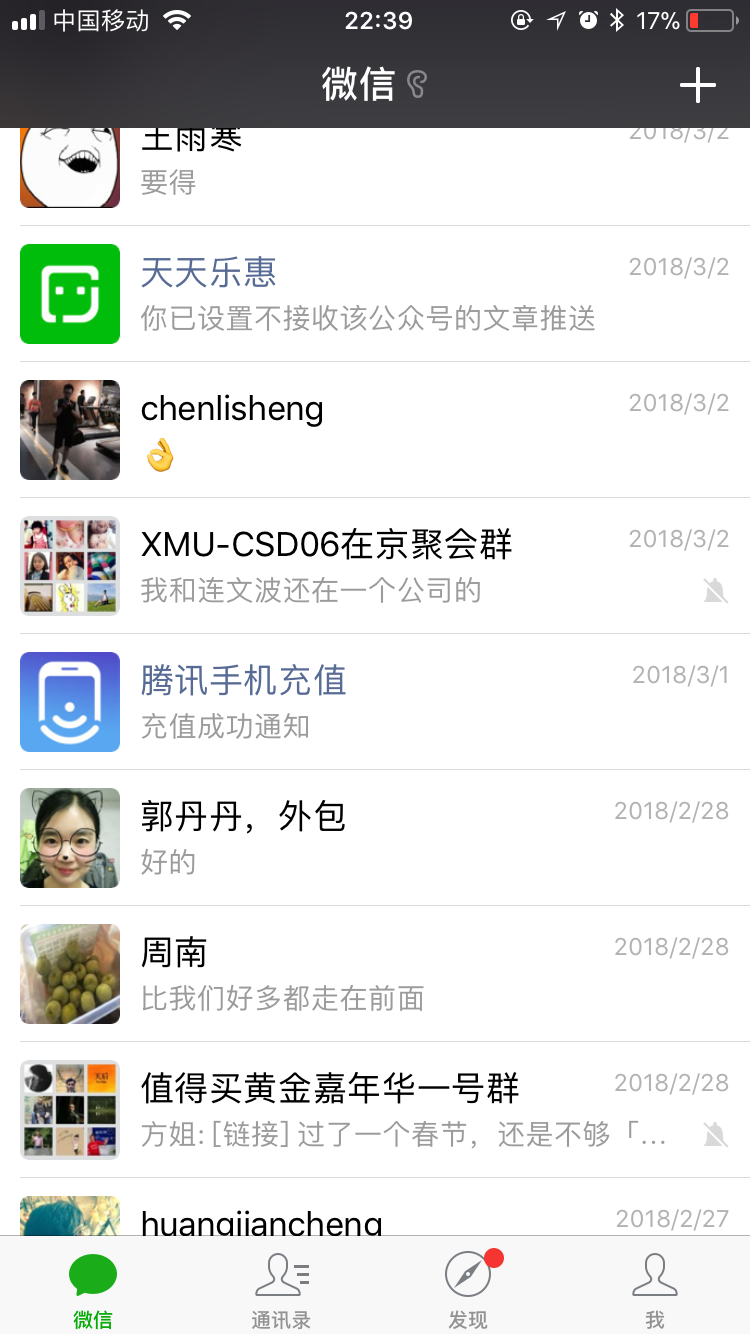 中国移动 22:39 17%
微信
王雨寒 2018/3/2
要得
天天乐惠 2018/3/2
你已设置不接收该公众号的文章推送
chenlisheng 2018/3/2
👌
XMU-CSD06在京聚会群 2018/3/2
我和连文波还在一个公司的
腾讯手机充值 2018/3/1
充值成功通知
郭丹丹，外包 2018/2/28
好的
周南 2018/2/28
比我们好多都走在前面
值得买黄金嘉年华一号群 2018/2/28
方姐: [链接] 过了一个春节，还是不够「...
huangjiancheng 2018/2/27
微信 通讯录 发现 我